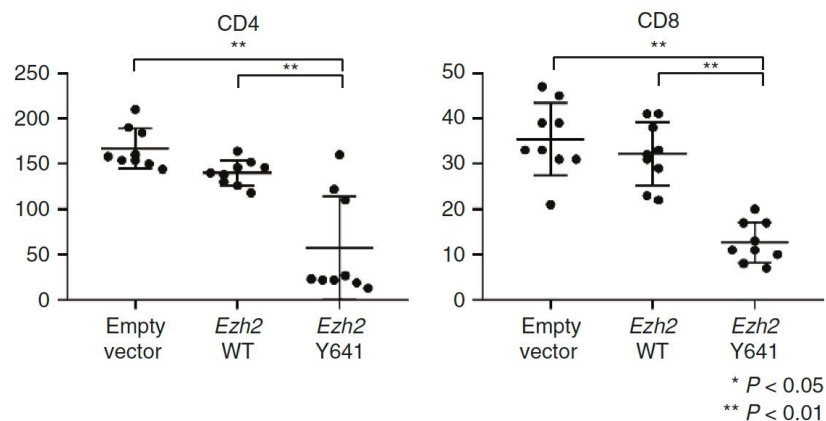 CD4
**
**
250
200
150
100
50
0
Empty
vector
Ezh2
WT
Ezh2
Y641
CD8
**
**
50
40
30
20
10
0
Empty
vector
Ezh2
WT
Ezh2
Y641
* P < 0.05
** P < 0.01